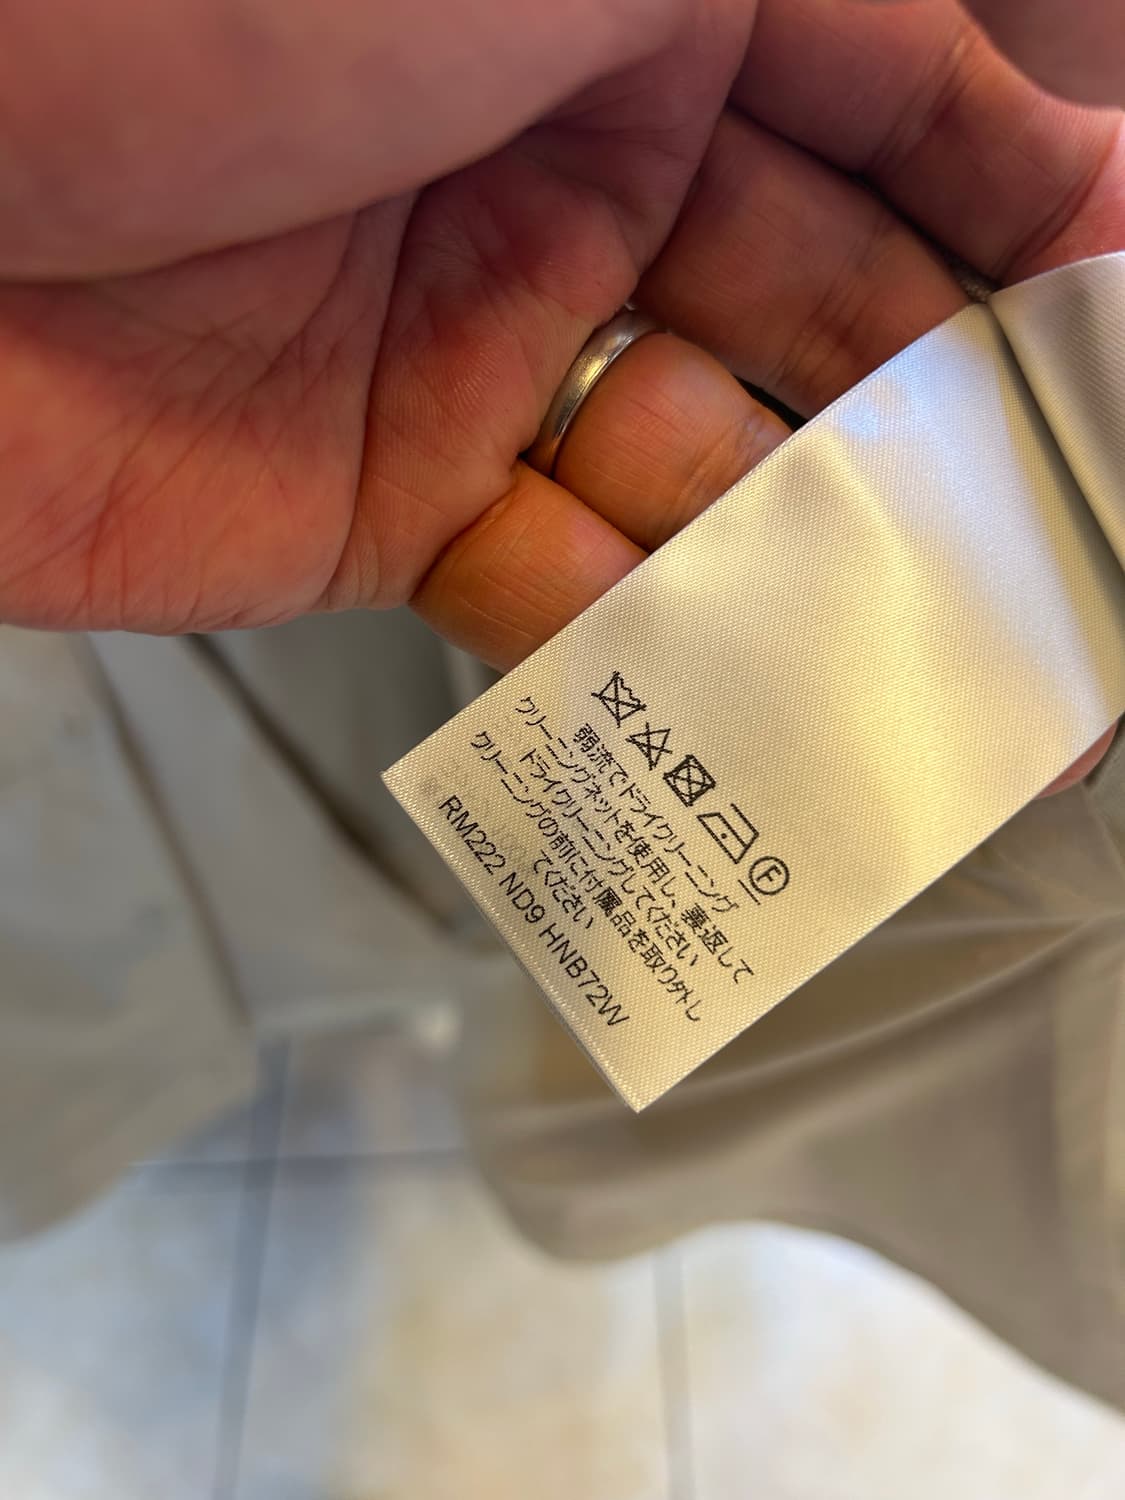 F
弱流でドライクリーニング
クリーニングネットを使用し、裏返して
ドライクリーニングしてください
クリーニングの前に付属品を取り外し
てください
RM222 ND9 HNB72W